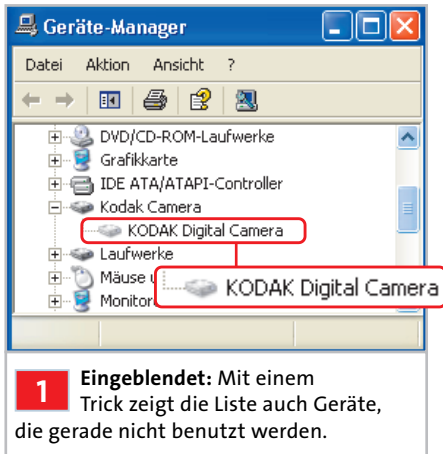 Geräte-Manager
Datei Aktion Ansicht ?
DVD/CD-ROM-Laufwerke
Grafikkarte
IDE ATA/ATAPI-Controller
Kodak Camera
KODAK Digital Camera
Laufwerke
Mäuse
KODAK Digital Camera
Monitor
1 Eingeblendet: Mit einem
Trick zeigt die Liste auch Geräte,
die gerade nicht benutzt werden.